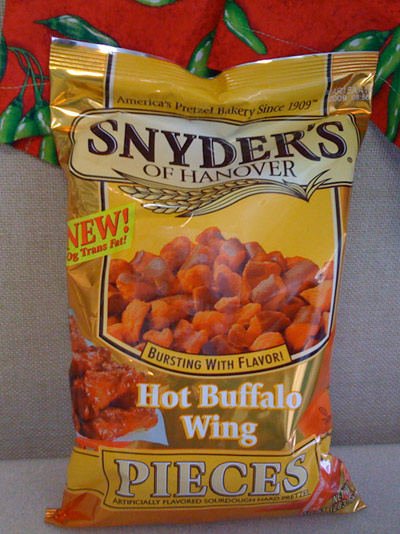 America's Pretzel Bakery Since 1909™
SNYDER'S®
OF HANOVER
NEW!
0g Trans Fat!
BURSTING WITH FLAVOR!
Hot Buffalo
Wing
PIECES
ARTIFICIALLY FLAVORED SOURDOUGH HARD PRETZEL